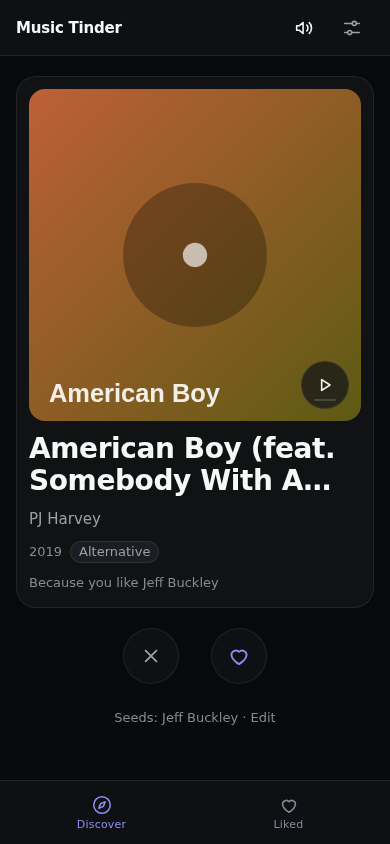 Music Tinder
American Boy
American Boy (feat.
Somebody With A…
PJ Harvey
2019 Alternative
Because you like Jeff Buckley
Seeds: Jeff Buckley · Edit
Discover
Liked